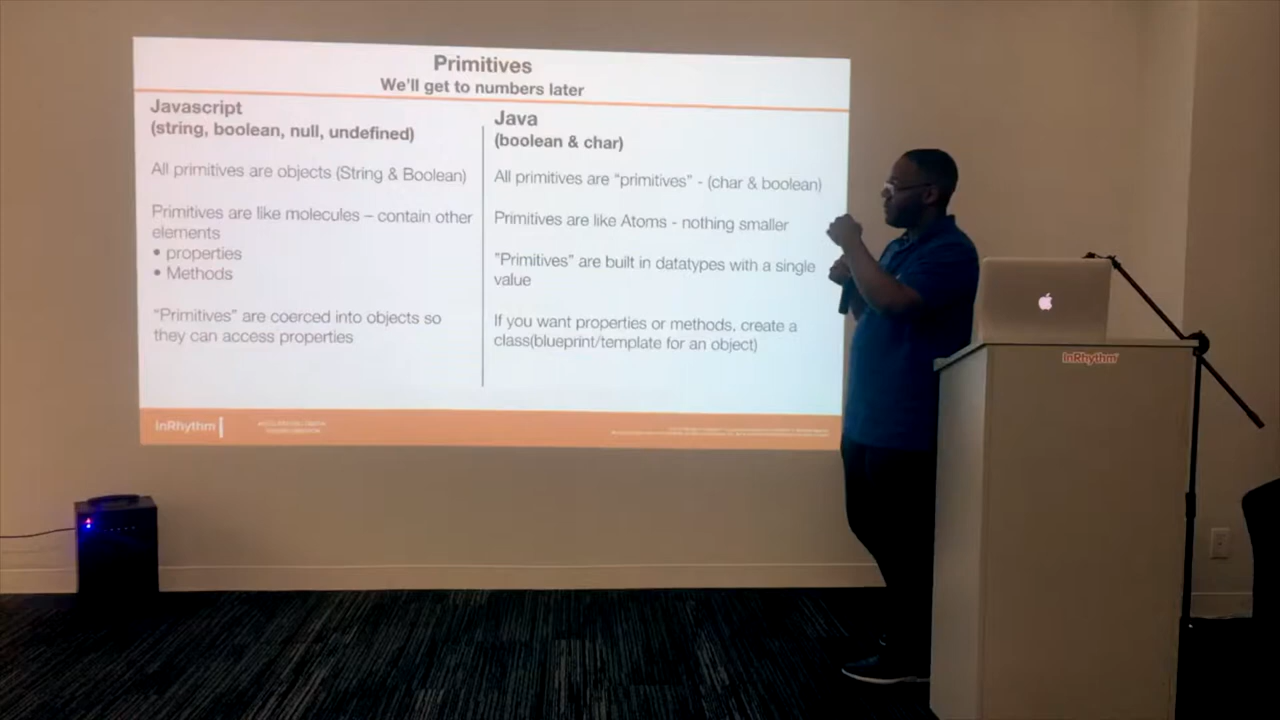 Primitives
We'll get to numbers later
Javascript
(string, boolean, null, undefined)
All primitives are objects (String & Boolean)
Primitives are like molecules – contain other
elements
• properties
• Methods
"Primitives" are coerced into objects so
they can access properties
Java
(boolean & char)
All primitives are "primitives" - (char & boolean)
Primitives are like Atoms - nothing smaller
"Primitives" are built in datatypes with a single
value
If you want properties or methods, create a
class(blueprint/template for an object)
inRhythm
InRhythm